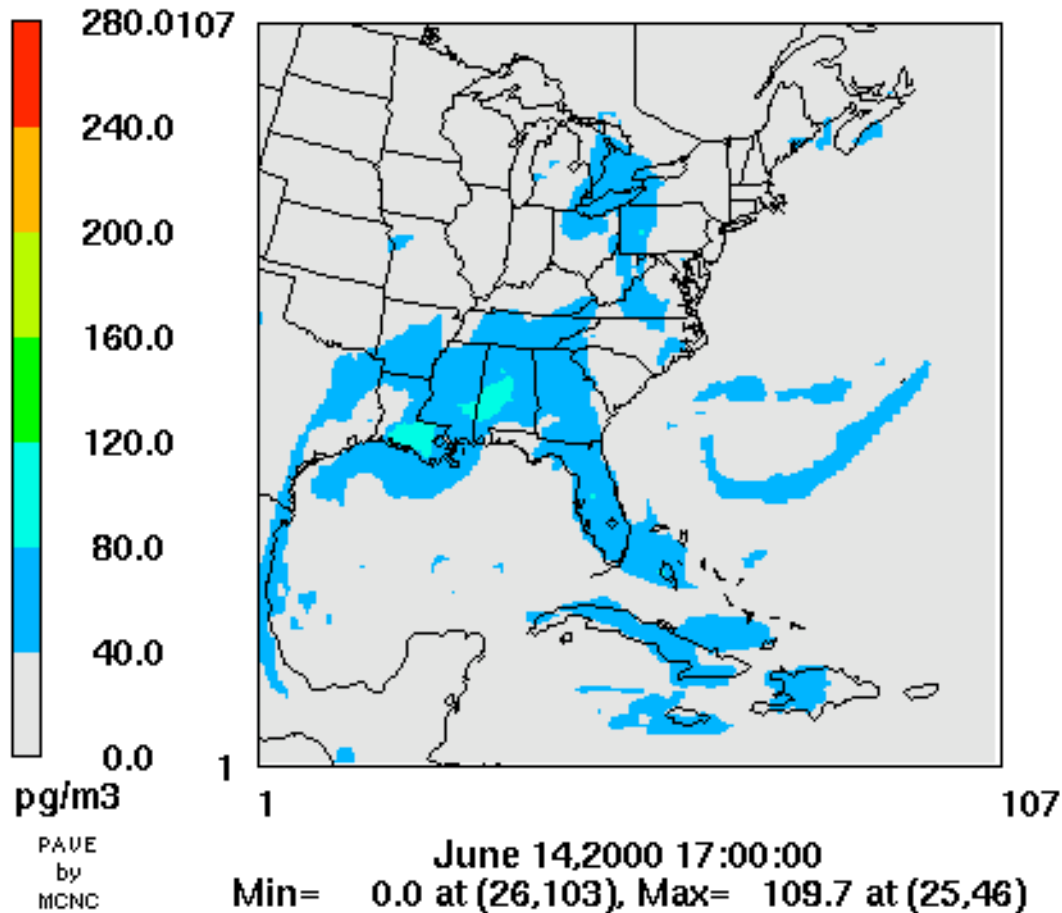 280.0
240.0
200.0
160.0
120.0
80.0
40.0
0.0
pg/m3
PAVE
by
MCNC
107
1
1
107
June 14,2000 17:00:00
Min= 0.0 at (26,103), Max= 109.7 at (25,46)